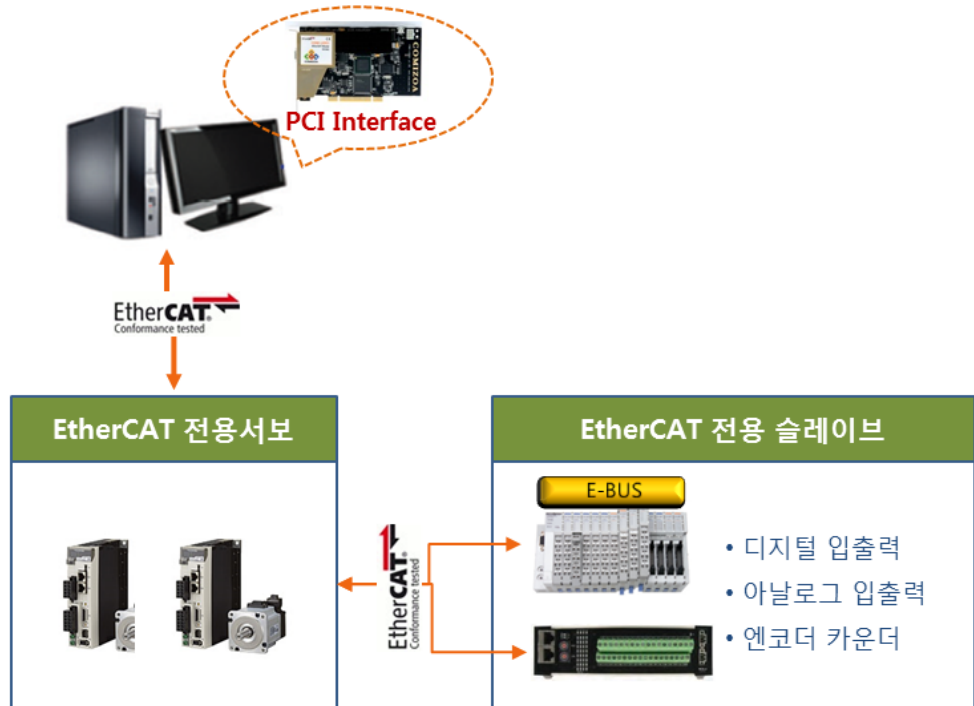 COMIZOA
PCI Interface
EtherCAT.
Conformance tested
EtherCAT 전용서보
EtherCAT 전용 슬레이브
E-BUS
EtherCAT.
Conformance tested
• 디지털 입출력
• 아날로그 입출력
• 엔코더 카운더